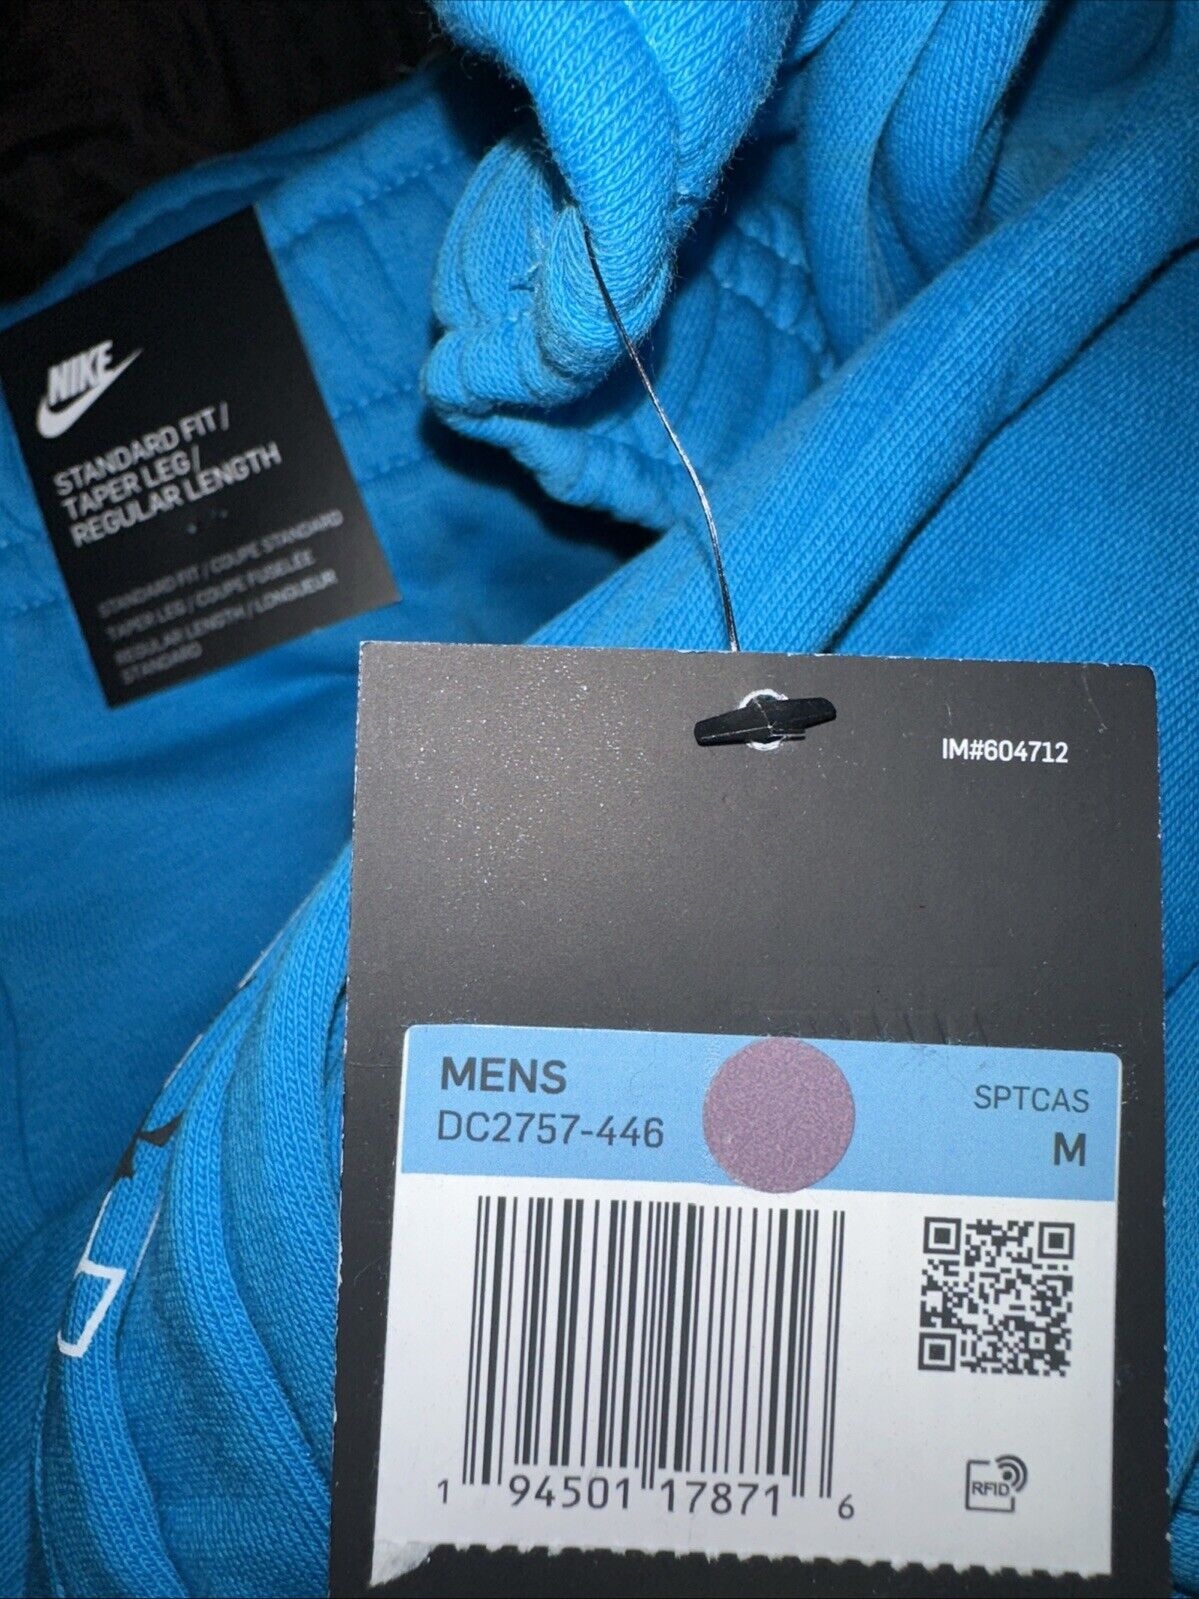 NIKE
STANDARD FIT /
TAPER LEG /
REGULAR LENGTH
STANDARD FIT / COUPE STANDARD
TAPER LEG / COUPE FUSELÉE
REGULAR LENGTH / LONGUEUR
STANDARD
IM#604712
MENS
DC2757-446
SPTCAS
M
1 94501 17871 6
RFID